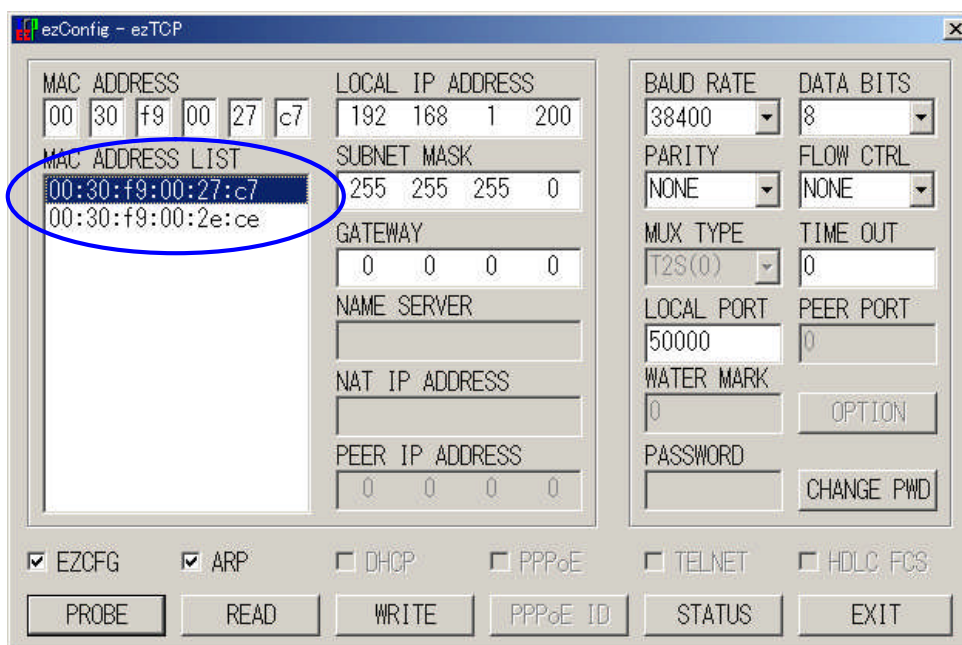 ezConfig - ezTCP
MAC ADDRESS
00 30 f9 00 27 c7
MAC ADDRESS LIST
00:30:f9:00:27:c7
00:30:f9:00:2e:ce
LOCAL IP ADDRESS
192 168 1 200
SUBNET MASK
255 255 255 0
GATEWAY
0 0 0 0
NAME SERVER
NAT IP ADDRESS
PEER IP ADDRESS
0 0 0 0
BAUD RATE
38400
DATA BITS
8
PARITY
NONE
FLOW CTRL
NONE
MUX TYPE
T2S(0)
TIME OUT
0
LOCAL PORT
50000
PEER PORT
0
WATER MARK
0
OPTION
PASSWORD
CHANGE PWD
EZCFG
ARP
DHCP
PPPoE
TELNET
HDLC FCS
PROBE
READ
WRITE
PPPoE ID
STATUS
EXIT